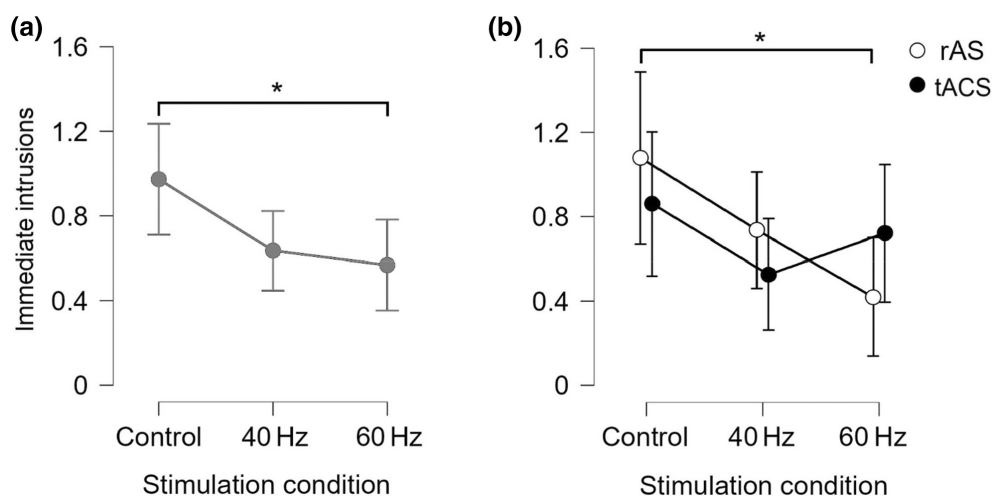 (a)
1.6
1.2
0.8
0.4
0
Immediate intrusions
*
Control
40 Hz
60 Hz
Stimulation condition
(b)
1.6
1.2
0.8
0.4
0
*
rAS
tACS
Control
40 Hz
60 Hz
Stimulation condition